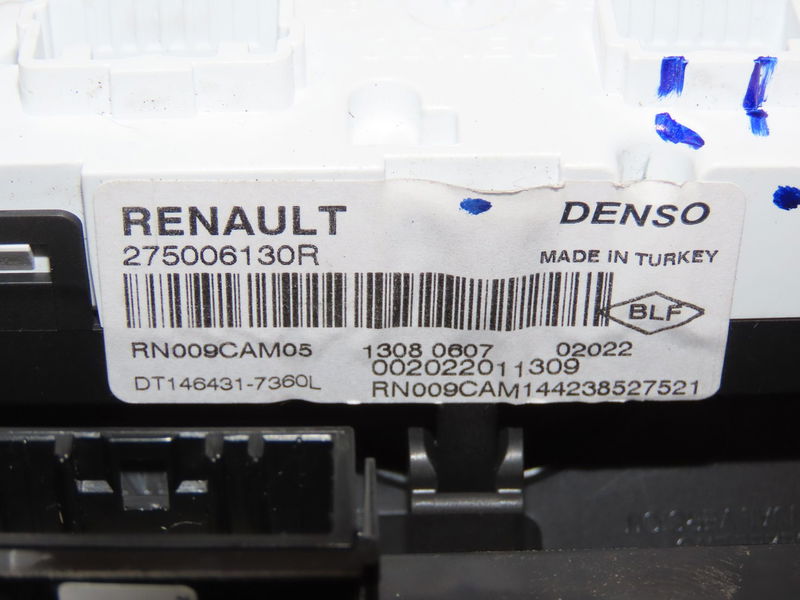 RENAULT
DENSO
275006130R
MADE IN TURKEY
BLF
RN009CAM05 1308 0607 02022
002022011309
DT146431-7360L
RN009CAM144238527521